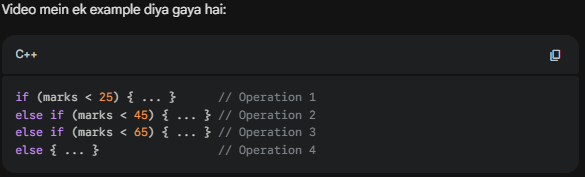 Video mein ek example diya gaya hai:
C++
if (marks < 25) { ... }      // Operation 1
else if (marks < 45) { ... } // Operation 2
else if (marks < 65) { ... } // Operation 3
else { ... }                 // Operation 4